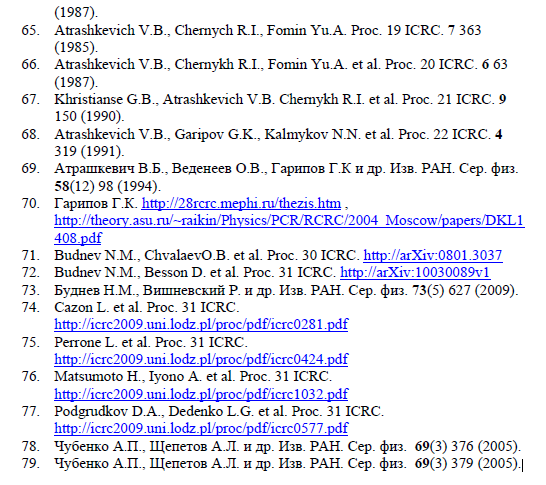 (1987).
65. Atrashkevich V.B., Chernych R.I., Fomin Yu.A. Proc. 19 ICRC. 7 363
(1985).
66. Atrashkevich V.B., Chernykh R.I., Fomin Yu.A. et al. Proc. 20 ICRC. 6 63
(1987).
67. Khristianse G.B., Atrashkevich V.B. Chernykh R.I. et al. Proc. 21 ICRC. 9
150 (1990).
68. Atrashkevich V.B., Garipov G.K., Kalmykov N.N. et al. Proc. 22 ICRC. 4
319 (1991).
69. Атрашкевич В.Б., Веденеев О.В., Гарипов Г.К и др. Изв. РАН. Сер. физ.
58(12) 98 (1994).
70. Гарипов Г.К. http://28rcrc.mephi.ru/thezis.htm ,
http://theory.asu.ru/~raikin/Physics/PCR/RCRC/2004_Moscow/papers/DKL1
408.pdf
71. Budnev N.M., ChvalaevO.B. et al. Proc. 30 ICRC. http://arXiv:0801.3037
72. Budnev N.M., Besson D. et al. Proc. 31 ICRC. http://arXiv:10030089v1
73. Буднев Н.М., Вишневский Р. и др. Изв. РАН. Сер. физ. 73(5) 627 (2009).
74. Cazon L. et al. Proc. 31 ICRC.
http://icrc2009.uni.lodz.pl/proc/pdf/icrc0281.pdf
75. Perrone L. et al. Proc. 31 ICRC.
http://icrc2009.uni.lodz.pl/proc/pdf/icrc0424.pdf
76. Matsumoto H., Iyono A. et al. Proc. 31 ICRC.
http://icrc2009.uni.lodz.pl/proc/pdf/icrc1032.pdf
77. Podgrudkov D.A., Dedenko L.G. et al. Proc. 31 ICRC.
http://icrc2009.uni.lodz.pl/proc/pdf/icrc0577.pdf
78. Чубенко А.П., Щепетов А.Л. и др. Изв. РАН. Сер. физ. 69(3) 376 (2005).
79. Чубенко А.П., Щепетов А.Л. и др. Изв. РАН. Сер. физ. 69(3) 379 (2005).